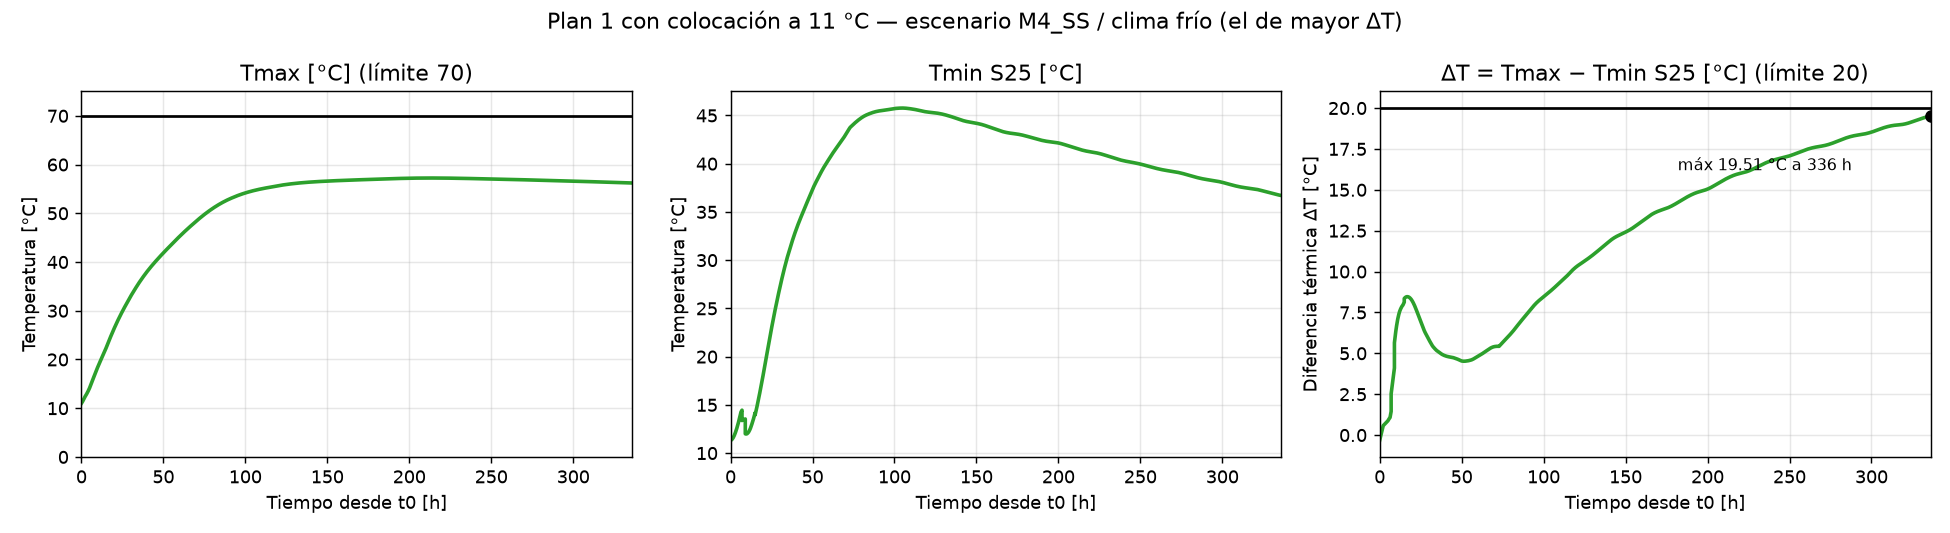 Plan 1 con colocación a 11 °C — escenario M4_SS / clima frío (el de mayor ΔT)
Tmax [°C] (límite 70)
Temperatura [°C]
70
60
50
40
30
20
10
0
0 50 100 150 200 250 300
Tiempo desde t0 [h]
Tmin S25 [°C]
Temperatura [°C]
45
40
35
30
25
20
15
10
0 50 100 150 200 250 300
Tiempo desde t0 [h]
ΔT = Tmax − Tmin S25 [°C] (límite 20)
Diferencia térmica ΔT [°C]
20.0
17.5
15.0
12.5
10.0
7.5
5.0
2.5
0.0
máx 19.51 °C a 336 h
0 50 100 150 200 250 300
Tiempo desde t0 [h]